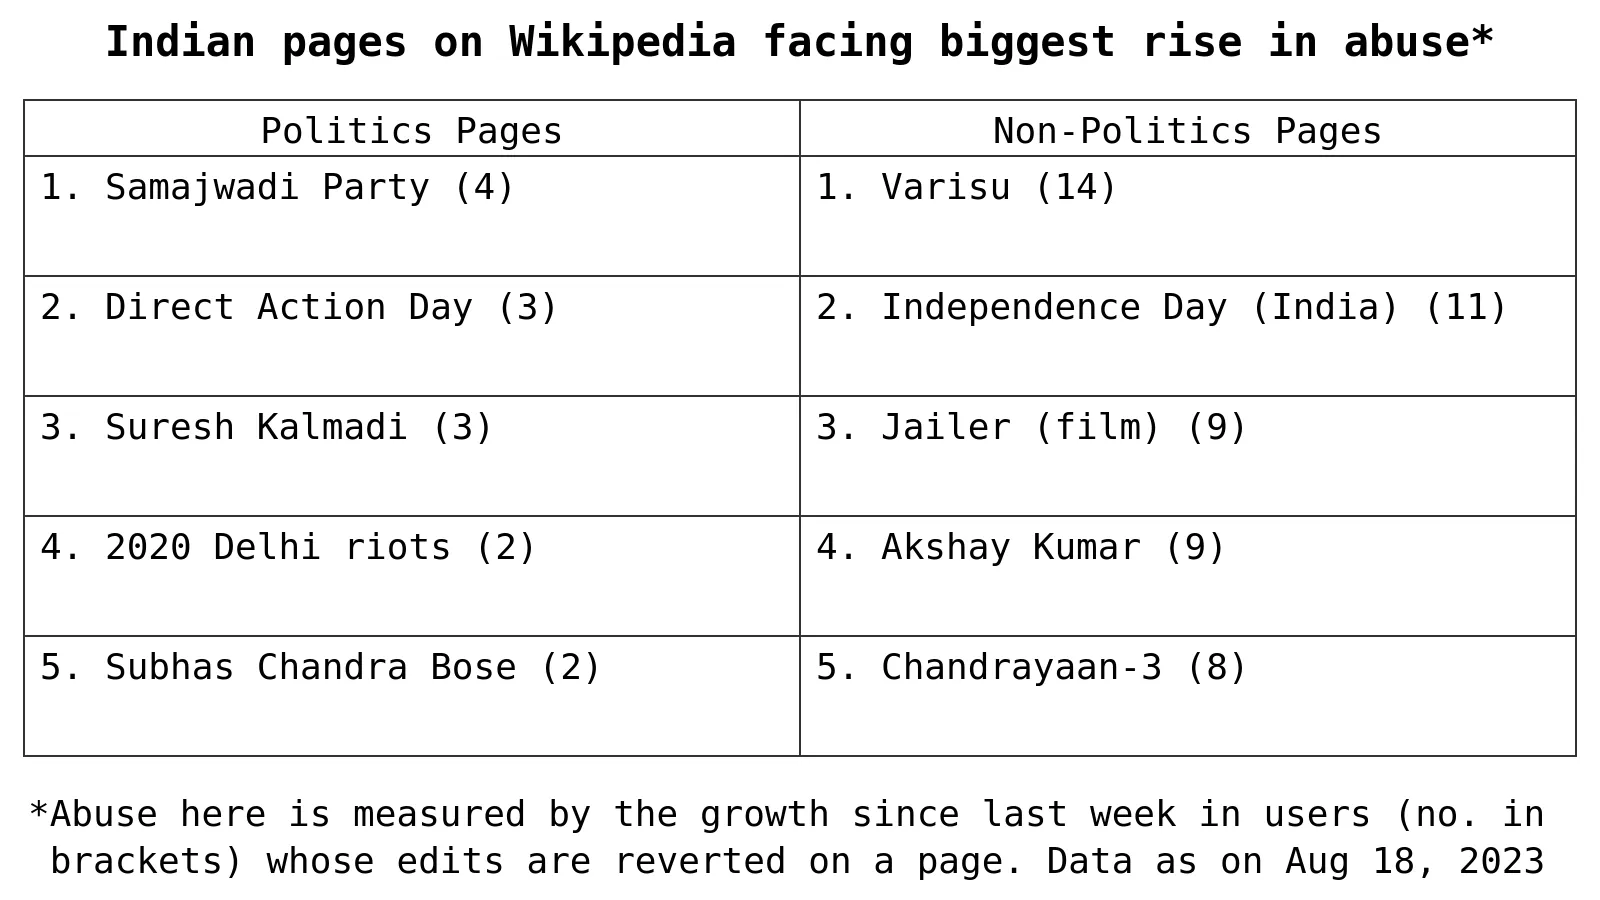 Indian pages on Wikipedia facing biggest rise in abuse*
Politics Pages
Non-Politics Pages
1. Samajwadi Party (4)
1. Varisu (14)
2. Direct Action Day (3)
2. Independence Day (India) (11)
3. Suresh Kalmadi (3)
3. Jailer (film) (9)
4. 2020 Delhi riots (2)
4. Akshay Kumar (9)
5. Subhas Chandra Bose (2)
5. Chandrayaan-3 (8)
*Abuse here is measured by the growth since last week in users (no. in
brackets) whose edits are reverted on a page. Data as on Aug 18, 2023